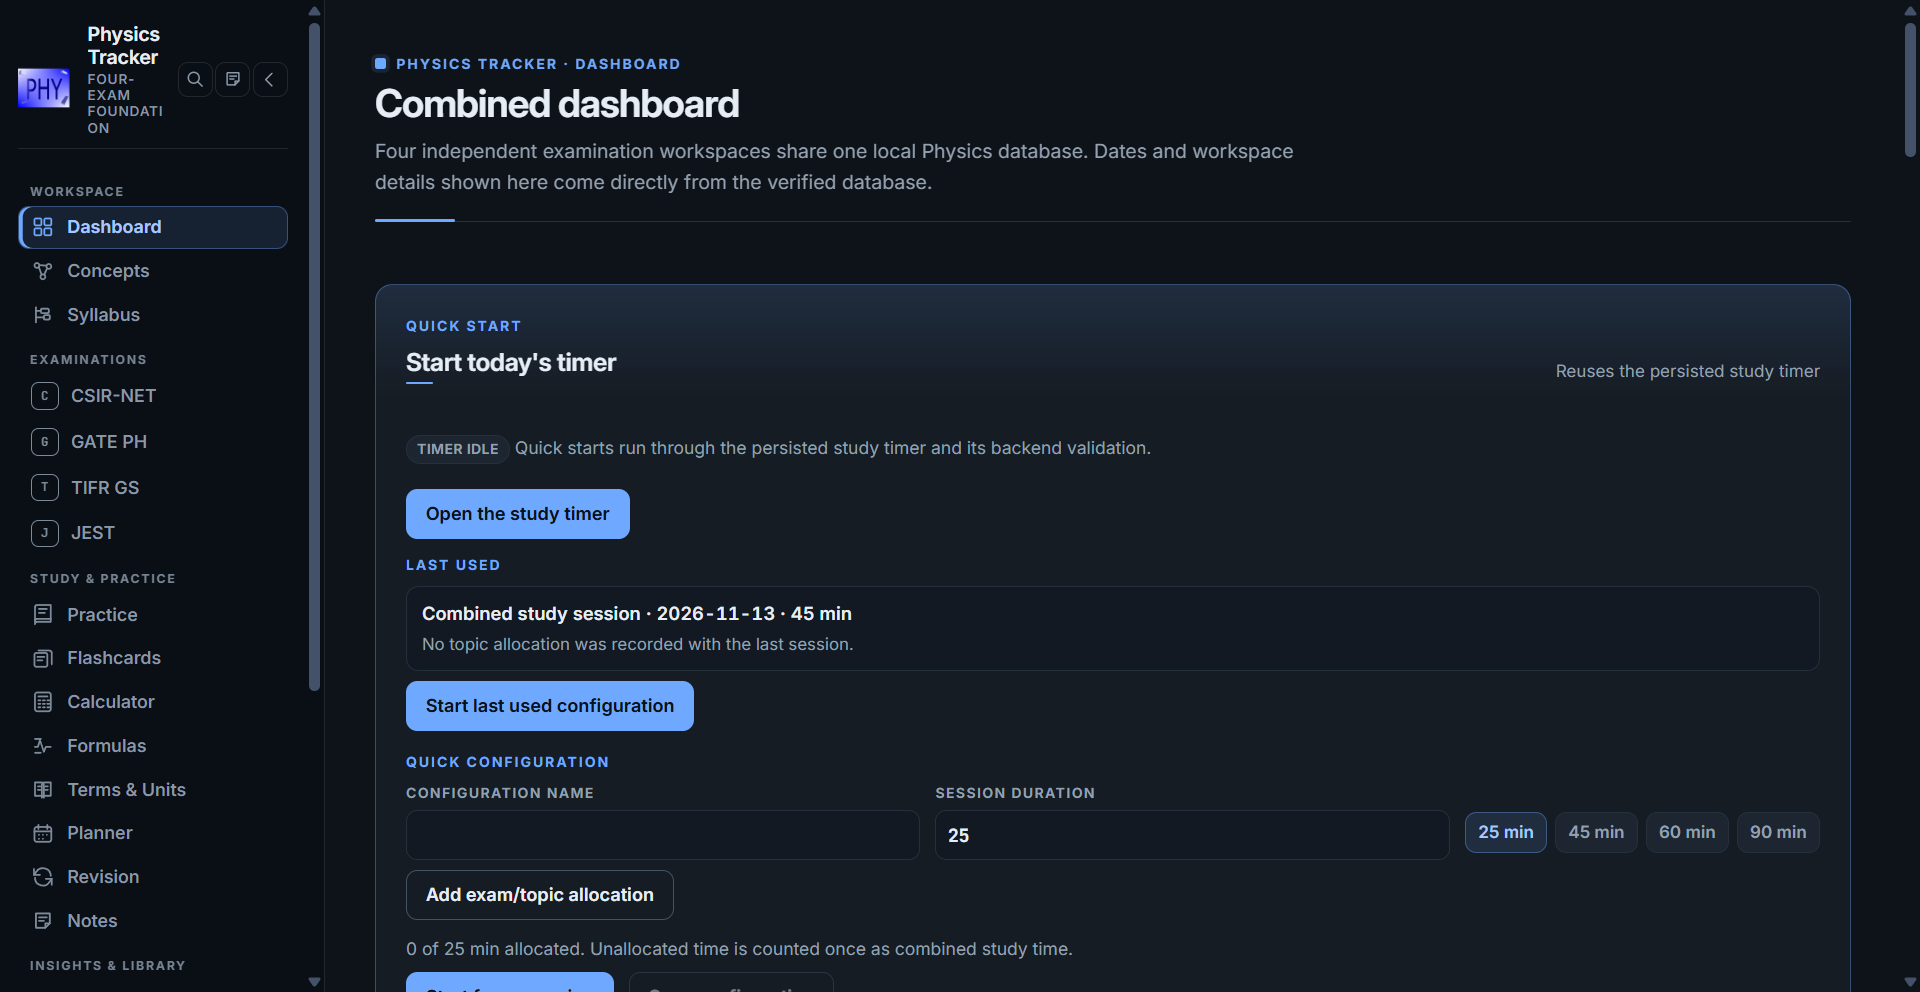 PHY
Physics
Tracker
FOUR-
EXAM
FOUNDATI
ON
WORKSPACE
Dashboard
Concepts
Syllabus
EXAMINATIONS
C CSIR-NET
G GATE PH
T TIFR GS
J JEST
STUDY & PRACTICE
Practice
Flashcards
Calculator
Formulas
Terms & Units
Planner
Revision
Notes
INSIGHTS & LIBRARY
PHYSICS TRACKER · DASHBOARD
Combined dashboard
Four independent examination workspaces share one local Physics database. Dates and workspace
details shown here come directly from the verified database.
QUICK START
Start today's timer
Reuses the persisted study timer
TIMER IDLE Quick starts run through the persisted study timer and its backend validation.
Open the study timer
LAST USED
Combined study session · 2026-11-13 · 45 min
No topic allocation was recorded with the last session.
Start last used configuration
QUICK CONFIGURATION
CONFIGURATION NAME
SESSION DURATION
25
25 min 45 min 60 min 90 min
Add exam/topic allocation
0 of 25 min allocated. Unallocated time is counted once as combined study time.